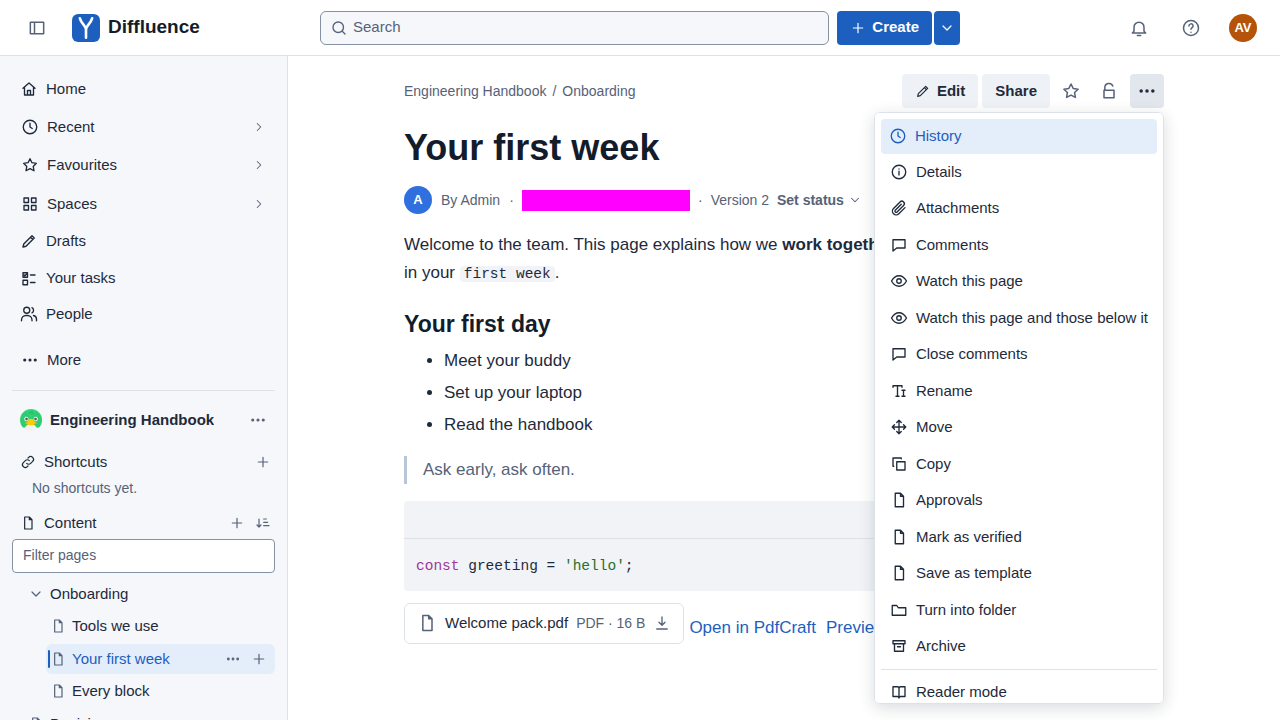 Diffluence
Search
Create
AV
Home
Recent
Favourites
Spaces
Drafts
Your tasks
People
More
Engineering Handbook
Shortcuts
No shortcuts yet.
Content
Filter pages
Onboarding
Tools we use
Your first week
Every block
Engineering Handbook / Onboarding
Edit
Share
Your first week
A By Admin · · Version 2 Set status
Welcome to the team. This page explains how we work togeth
in your first week.
Your first day
• Meet your buddy
• Set up your laptop
• Read the handbook
Ask early, ask often.
const greeting = 'hello';
Welcome pack.pdf PDF · 16 B Open in PdfCraft Previe
History
Details
Attachments
Comments
Watch this page
Watch this page and those below it
Close comments
Rename
Move
Copy
Approvals
Mark as verified
Save as template
Turn into folder
Archive
Reader mode